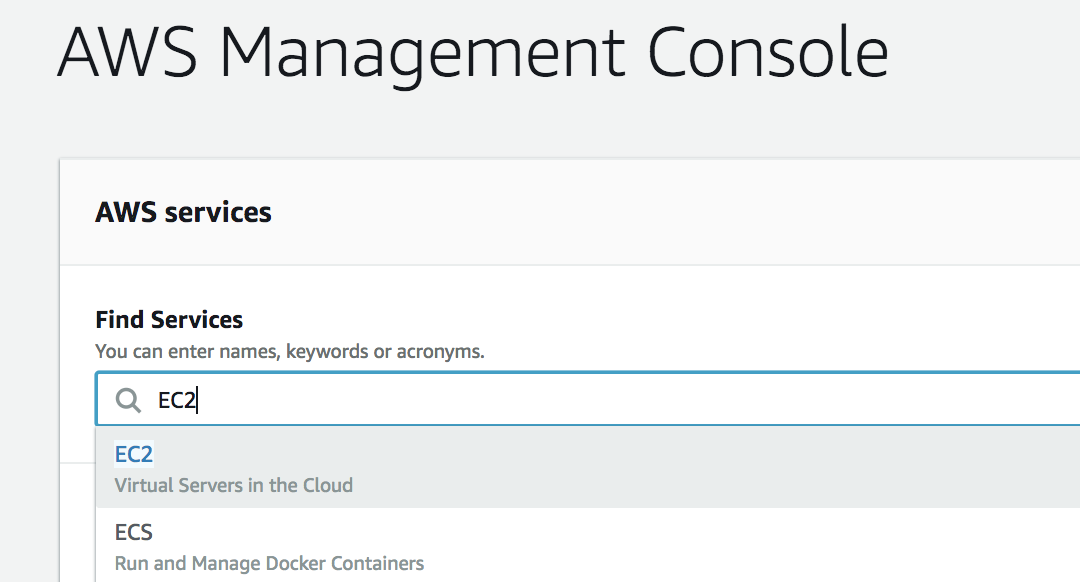 AWS Management Console
AWS services
Find Services
You can enter names, keywords or acronyms.
EC2
EC2
Virtual Servers in the Cloud
ECS
Run and Manage Docker Containers